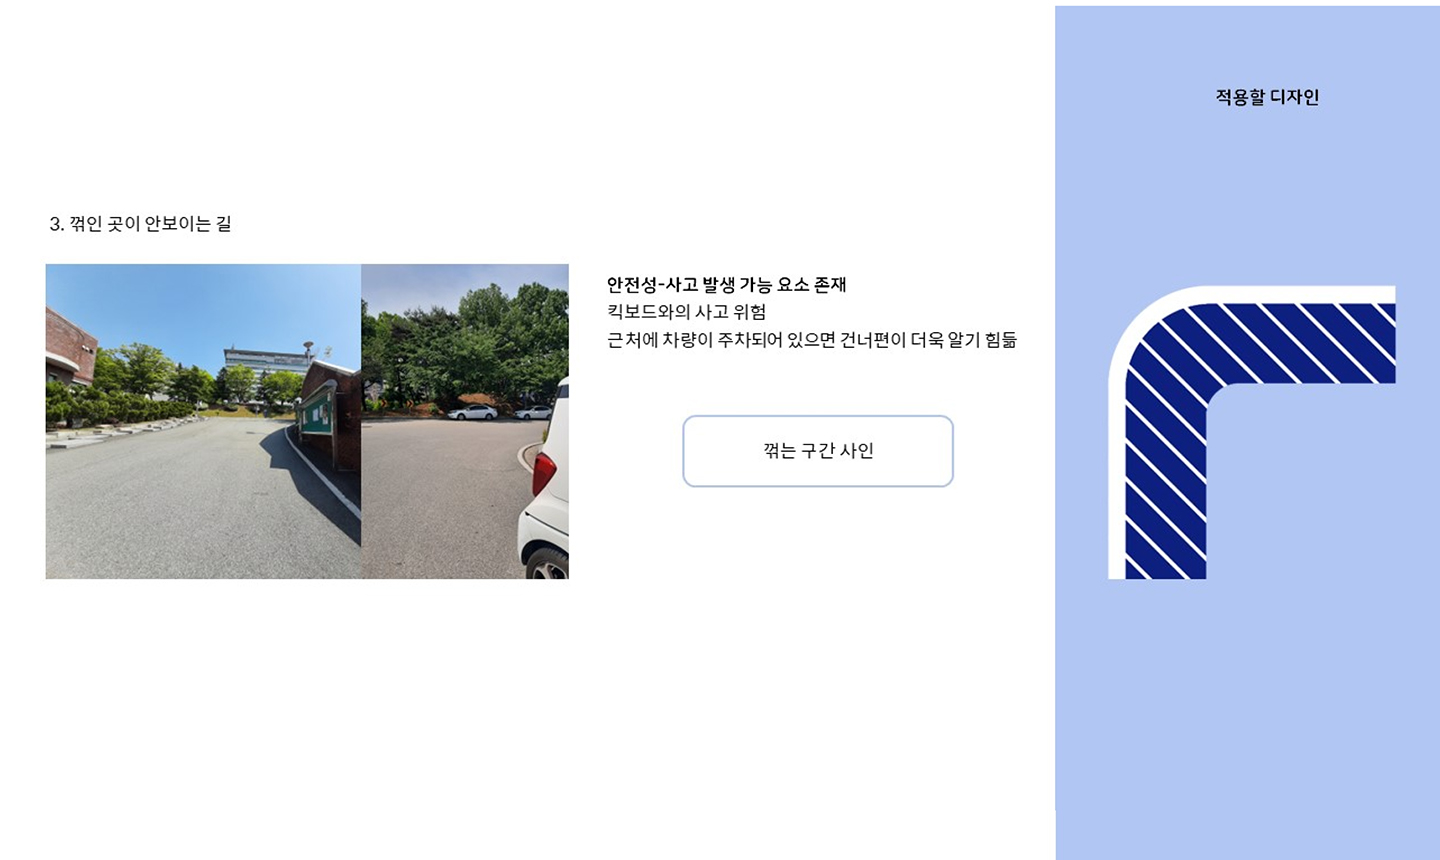 적용할 디자인
3. 꺾인 곳이 안보이는 길
안전성-사고 발생 가능 요소 존재
킥보드와의 사고 위험
근처에 차량이 주차되어 있으면 건너편이 더욱 알기 힘듦
꺾는 구간 사인